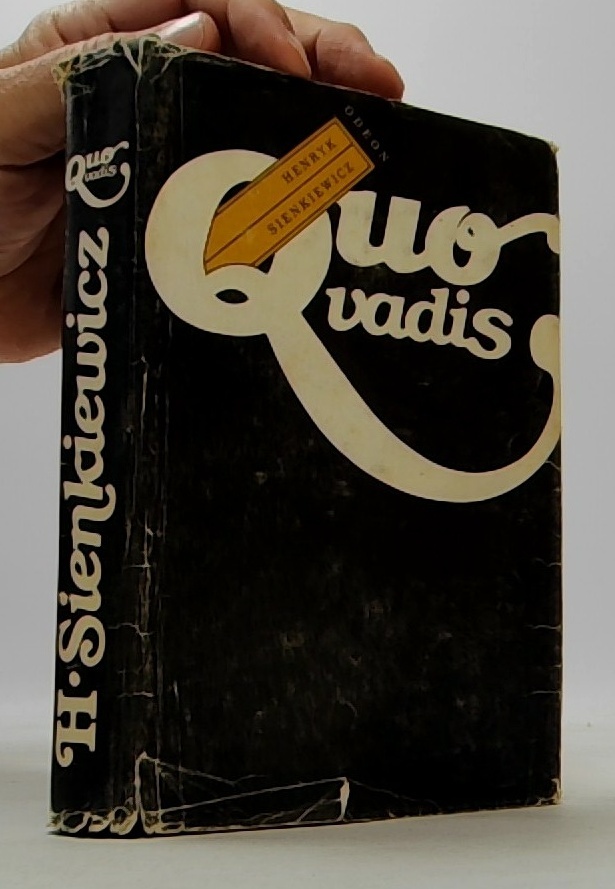 Quo
vadis
H·Sienkiewicz
ODEON
HENRYK
SIENKIEWICZ
Quo
vadis